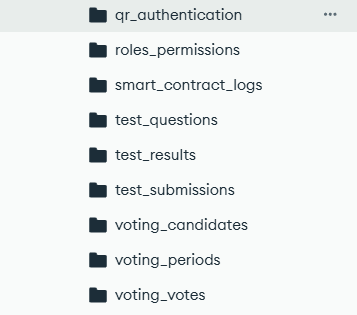 qr_authentication
roles_permissions
smart_contract_logs
test_questions
test_results
test_submissions
voting_candidates
voting_periods
voting_votes